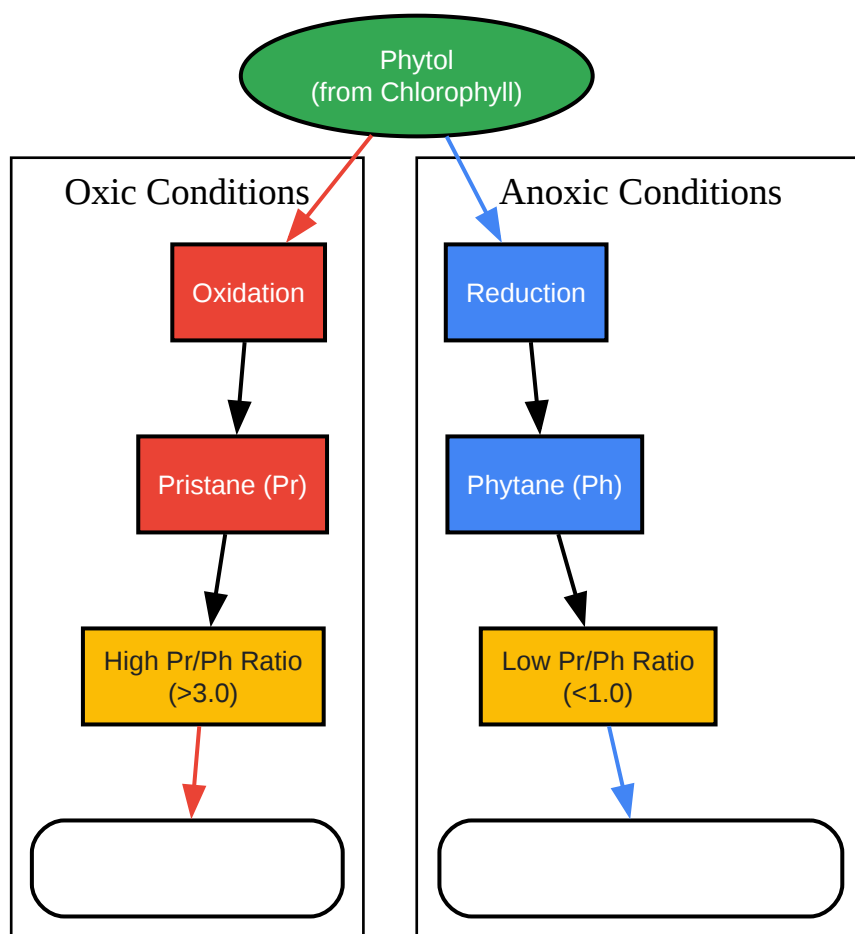 Phytol
(from Chlorophyll)
Oxic Conditions
Anoxic Conditions
Oxidation
Reduction
Pristane (Pr)
Phytane (Ph)
High Pr/Ph Ratio
(>3.0)
Low Pr/Ph Ratio
(<1.0)